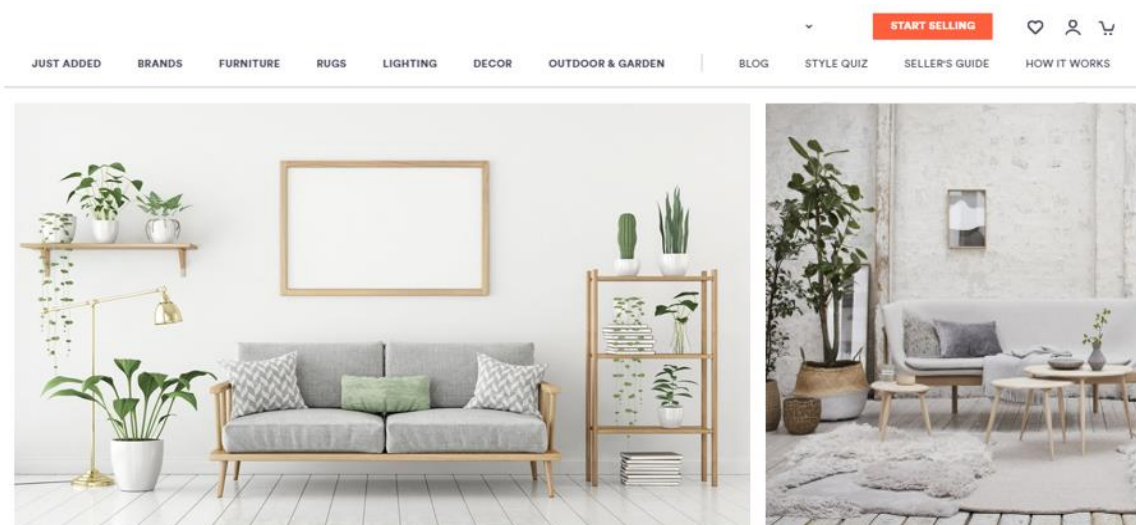 START SELLING
JUST ADDED BRANDS FURNITURE RUGS LIGHTING DECOR OUTDOOR & GARDEN BLOG STYLE QUIZ SELLER'S GUIDE HOW IT WORKS